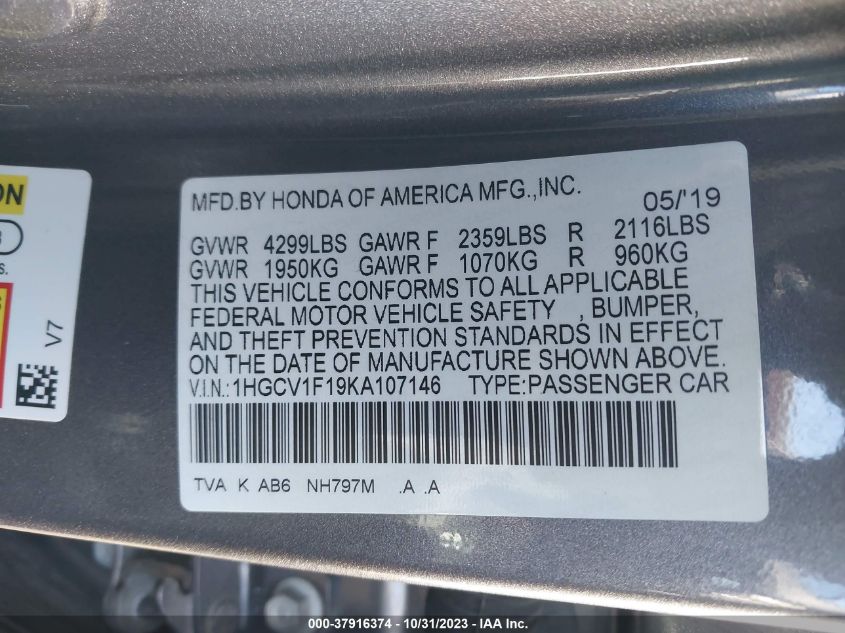 ON
3
S.
S
V7
MFD.BY HONDA OF AMERICA MFG.,INC. 05/'19
GVWR 4299LBS GAWR F 2359LBS R 2116LBS
GVWR 1950KG GAWR F 1070KG R 960KG
THIS VEHICLE CONFORMS TO ALL APPLICABLE
FEDERAL MOTOR VEHICLE SAFETY , BUMPER,
AND THEFT PREVENTION STANDARDS IN EFFECT
ON THE DATE OF MANUFACTURE SHOWN ABOVE.
V.I.N.:1HGCV1F19KA107146 TYPE:PASSENGER CAR
TVA K AB6 NH797M .A .A
000-37916374 - 10/31/2023 - IAA Inc.